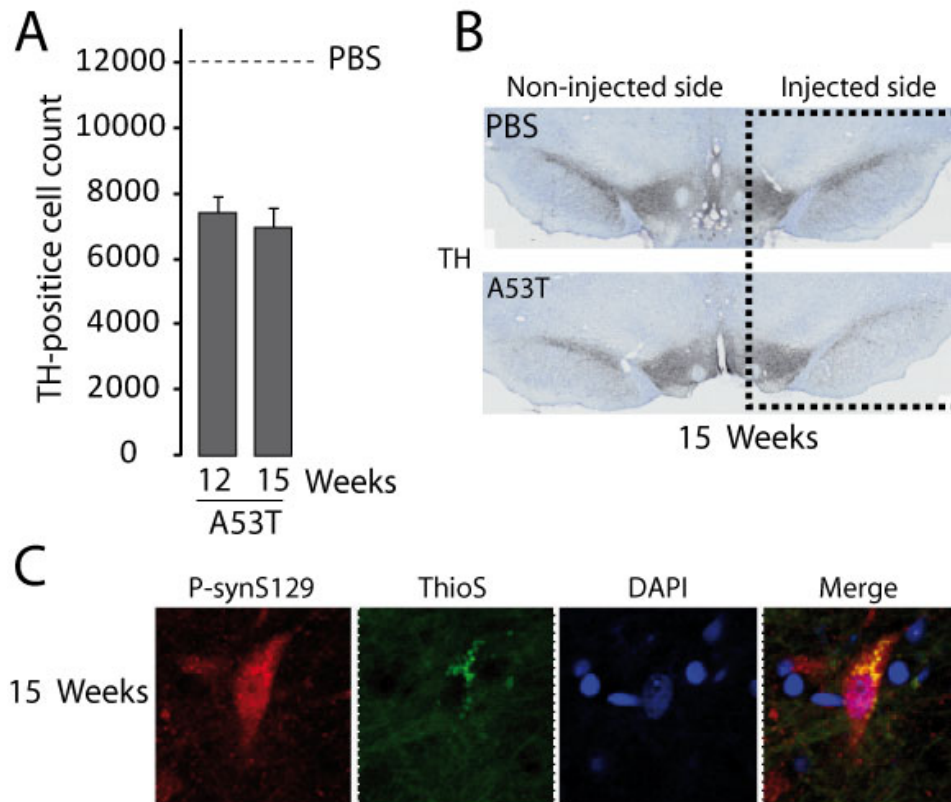 A
TH-positice cell count
12000
10000
8000
6000
4000
2000
0
PBS
12 15 Weeks
A53T
B
Non-injected side Injected side
PBS
TH
A53T
15 Weeks
C
P-synS129 ThioS DAPI Merge
15 Weeks